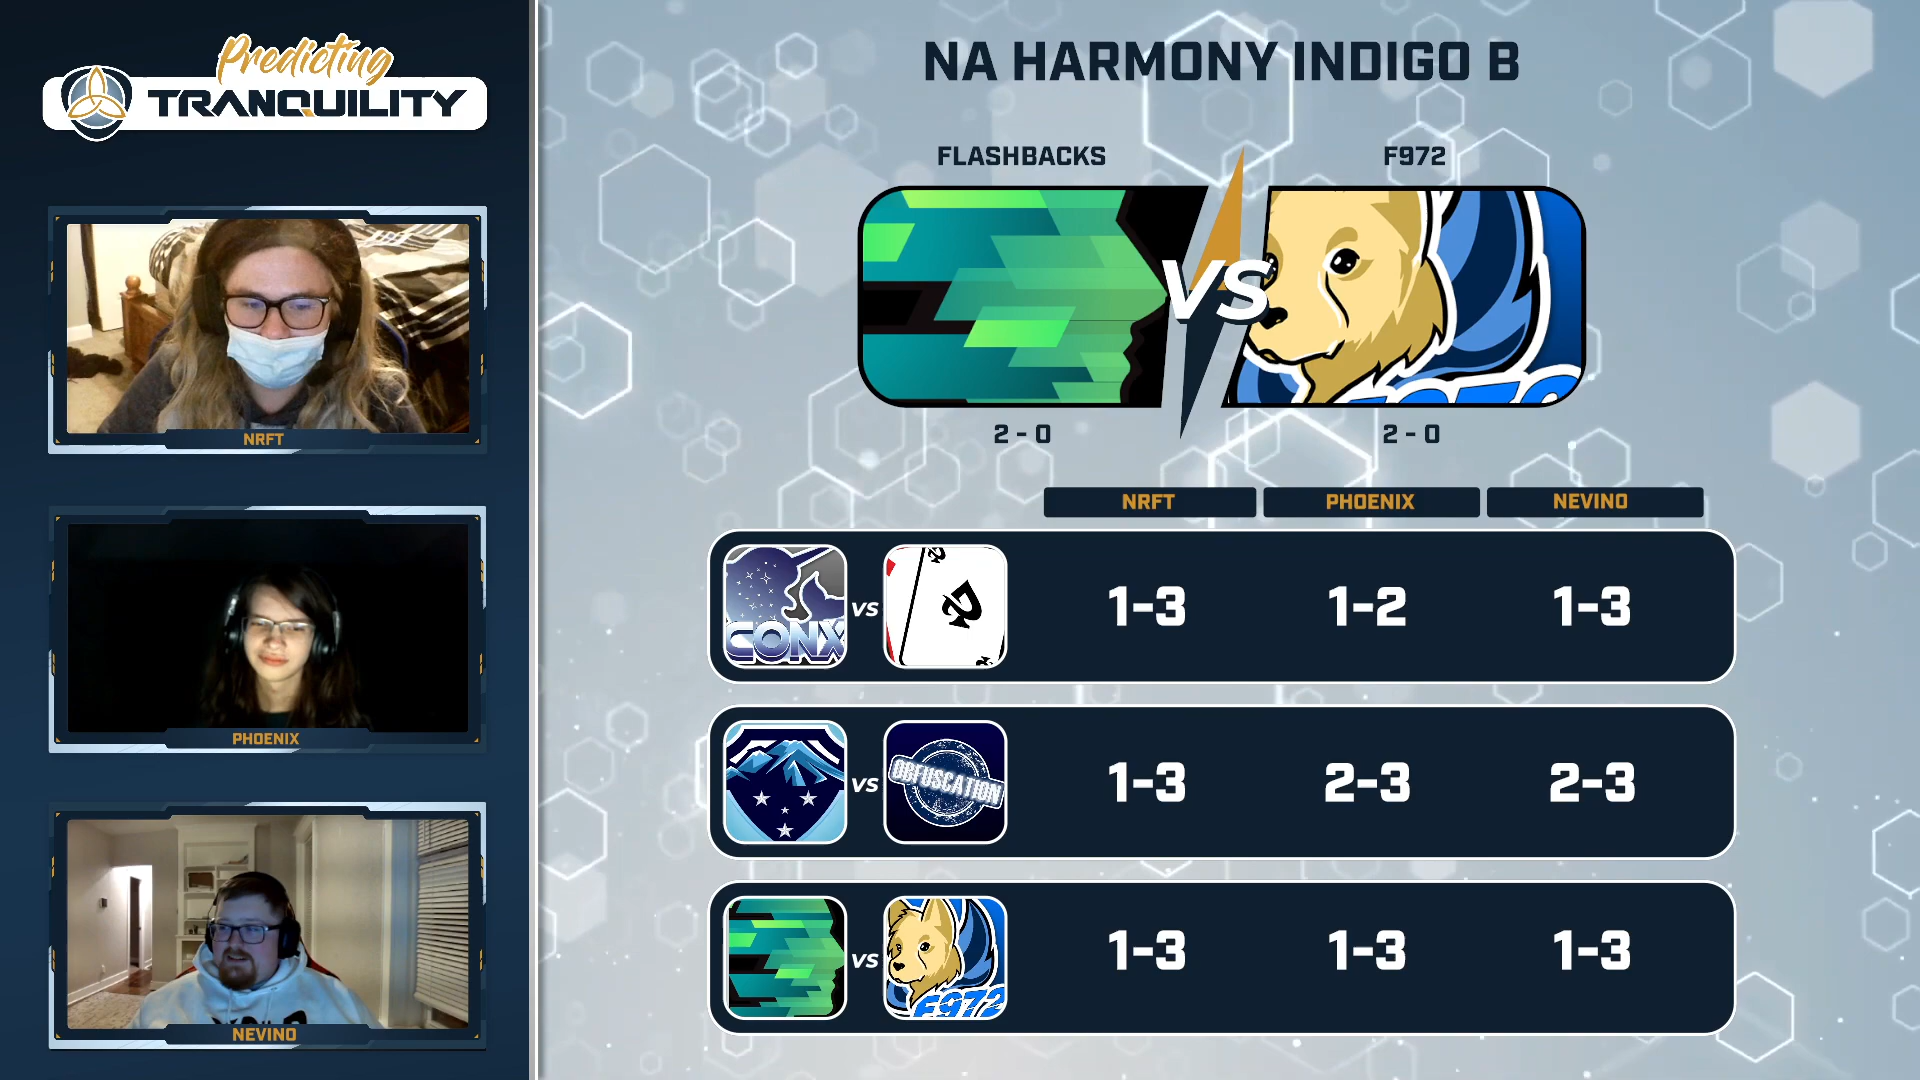 Predicting
TRANQUILITY
NRFT
PHOENIX
NEVINO
NA HARMONY INDIGO B
FLASHBACKS
F972
VS
2 - 0
2 - 0
NRFT
PHOENIX
NEVINO
CONX
VS
1-3
1-2
1-3
VS
OBFUSCATION
1-3
2-3
2-3
VS
F972
1-3
1-3
1-3